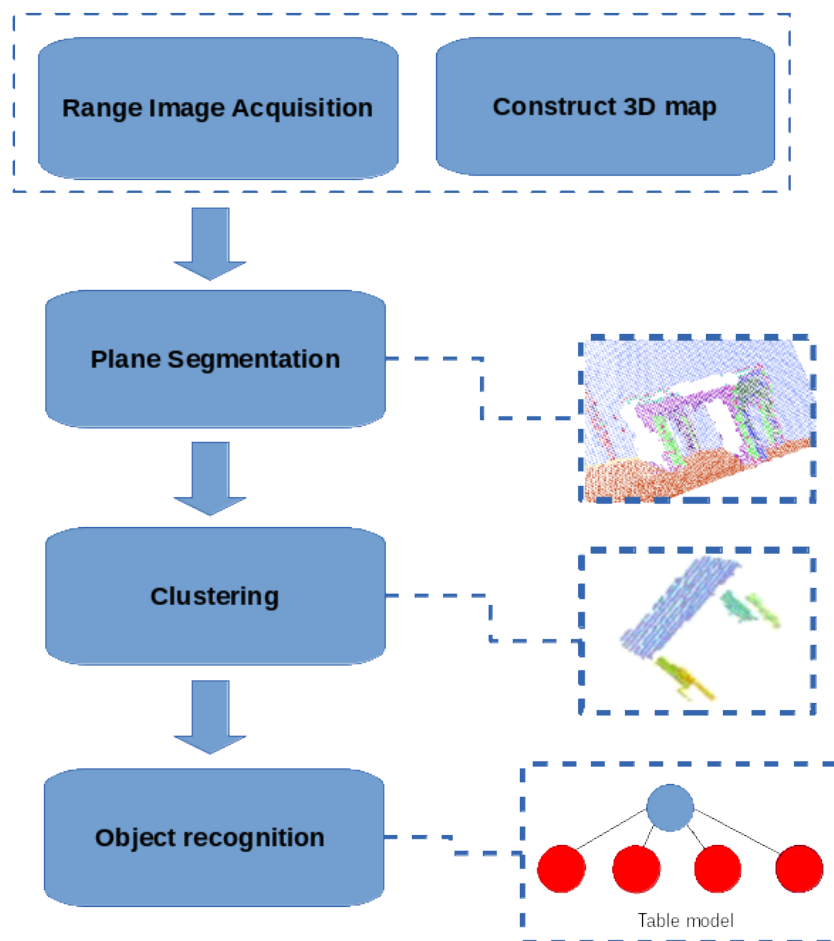 Range Image Acquisition
Construct 3D map
Plane Segmentation
Clustering
Object recognition
Table model